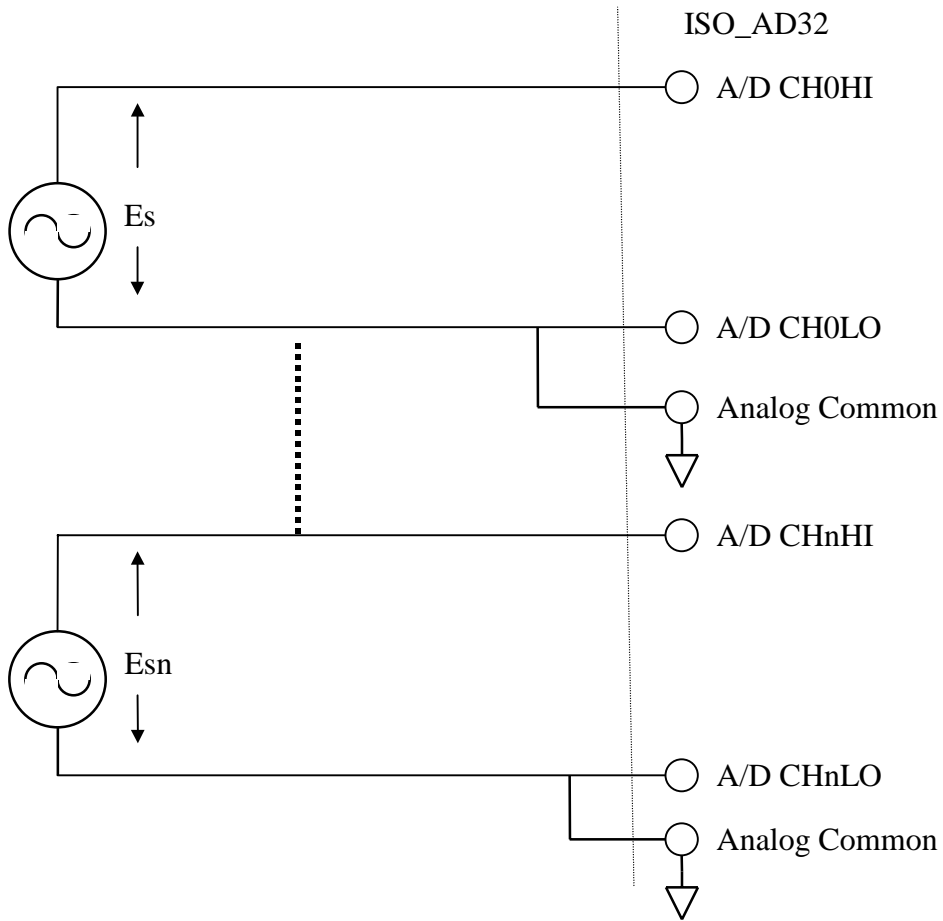 ISO_AD32
A/D CH0HI
Es
A/D CH0LO
Analog Common
A/D CHnHI
Esn
A/D CHnLO
Analog Common